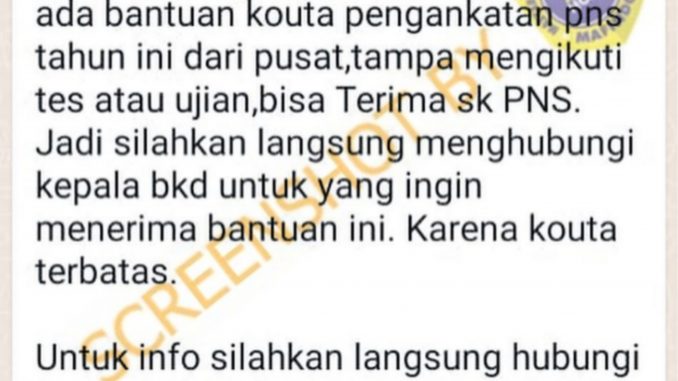 ada bantuan kouta pengankatan pns
tahun ini dari pusat,tampa mengikuti
tes atau ujian,bisa Terima sk PNS.
Jadi silahkan langsung menghubungi
kepala bkd untuk yang ingin
menerima bantuan ini. Karena kouta
terbatas.
Untuk info silahkan langsung hubungi
SCREENSHOT BY